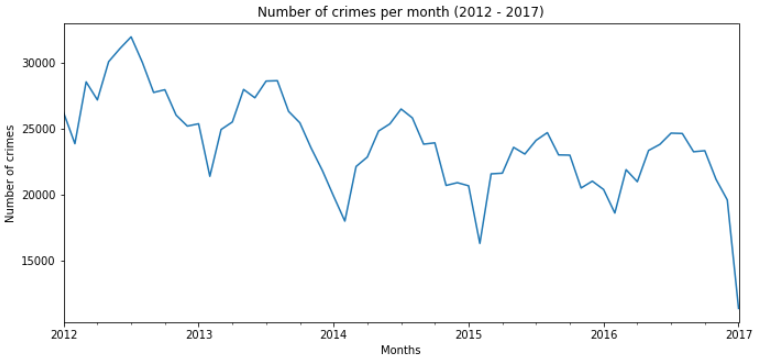 Number of crimes per month (2012 - 2017)
30000
25000
20000
15000
Number of crimes
2012 2013 2014 2015 2016 2017
Months